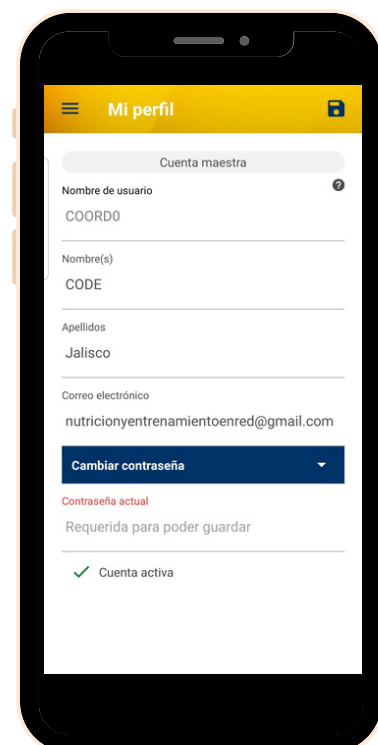 Mi perfil
Cuenta maestra
Nombre de usuario
COORD0
Nombre(s)
CODE
Apellidos
Jalisco
Correo electrónico
nutricionyentrenamientoenred@gmail.com
Cambiar contraseña
Contraseña actual
Requerida para poder guardar
Cuenta activa